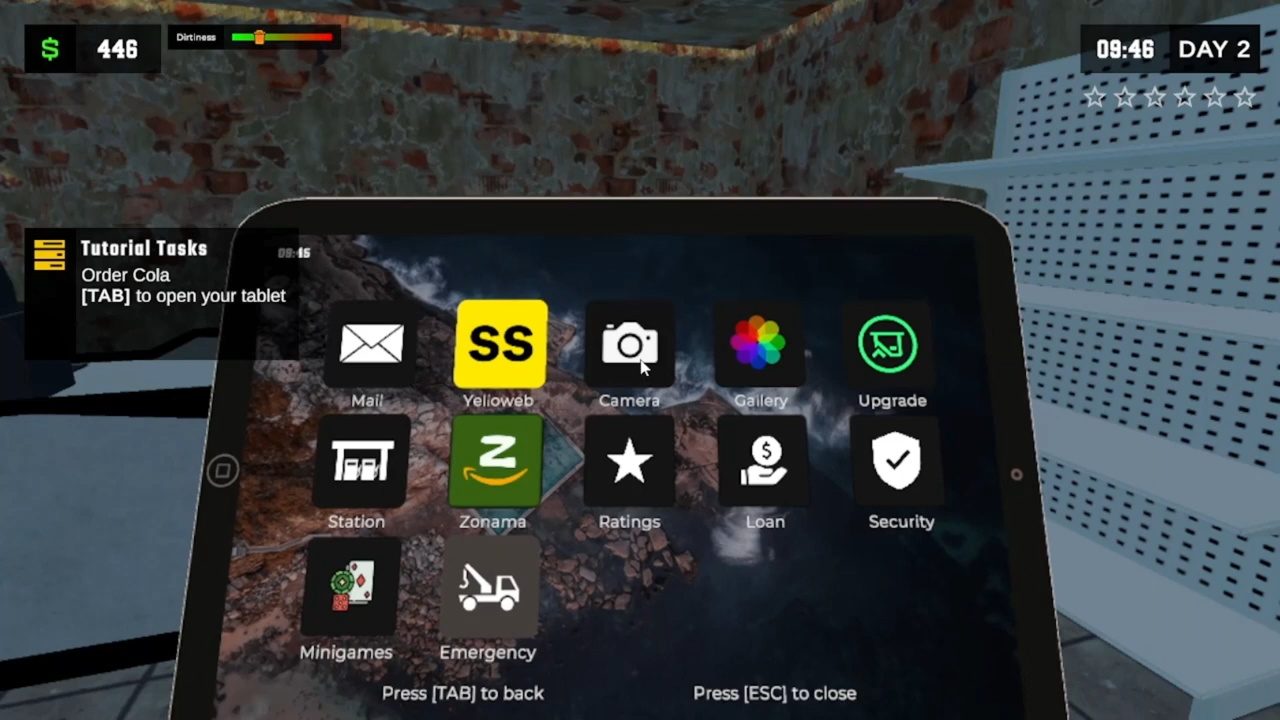 $ 446
Dirtiness
09:46 DAY 2
Tutorial Tasks
Order Cola
[TAB] to open your tablet
09:45
SS
Mail Yelloweb Camera Gallery Upgrade
Z
$
Station Zonama Ratings Loan Security
Minigames Emergency
Press [TAB] to back Press [ESC] to close